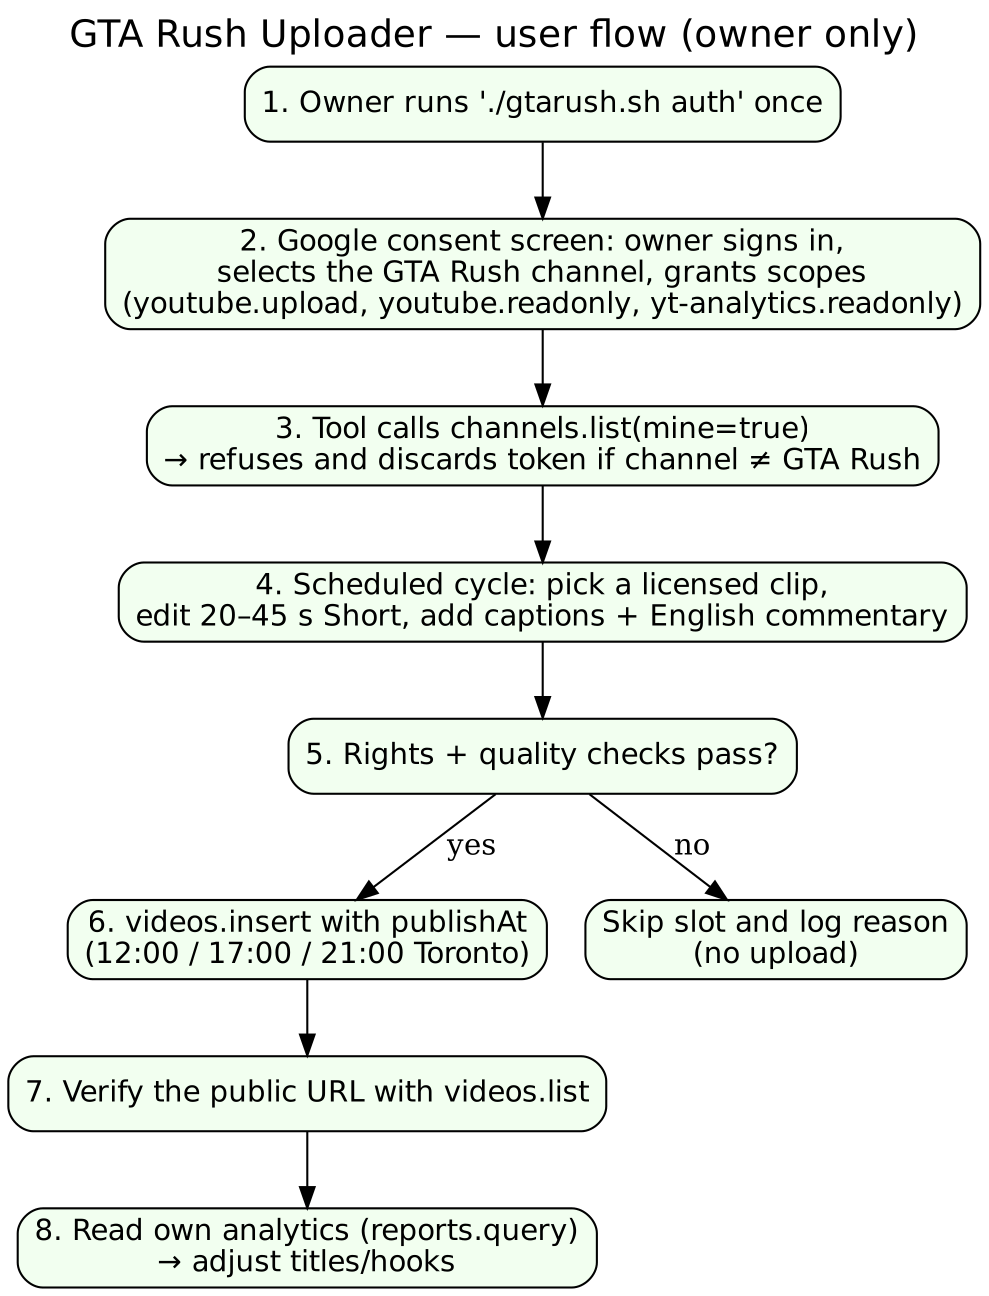 GTA Rush Uploader — user flow (owner only)
1. Owner runs './gtarush.sh auth' once
2. Google consent screen: owner signs in,
selects the GTA Rush channel, grants scopes
(youtube.upload, youtube.readonly, yt-analytics.readonly)
3. Tool calls channels.list(mine=true)
→ refuses and discards token if channel ≠ GTA Rush
4. Scheduled cycle: pick a licensed clip,
edit 20–45 s Short, add captions + English commentary
5. Rights + quality checks pass?
yes
no
6. videos.insert with publishAt
(12:00 / 17:00 / 21:00 Toronto)
Skip slot and log reason
(no upload)
7. Verify the public URL with videos.list
8. Read own analytics (reports.query)
→ adjust titles/hooks